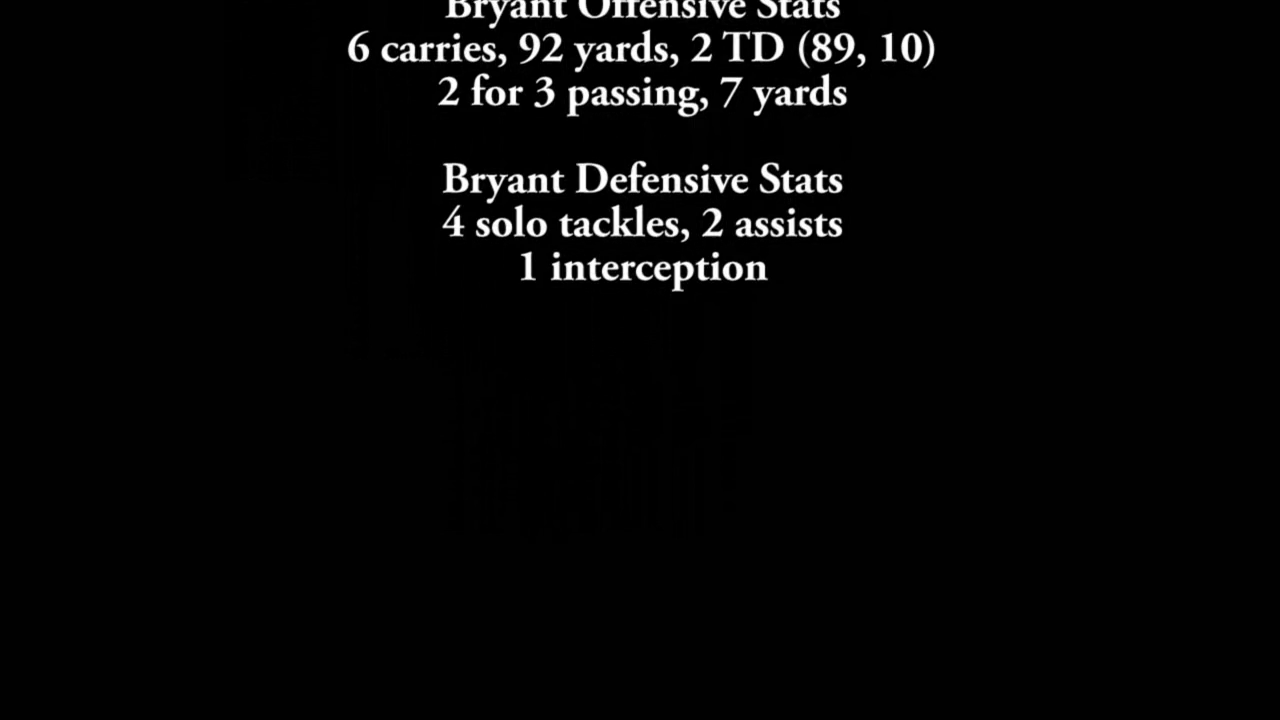 Bryant Offensive Stats
6 carries, 92 yards, 2 TD (89, 10)
2 for 3 passing, 7 yards
Bryant Defensive Stats
4 solo tackles, 2 assists
1 interception